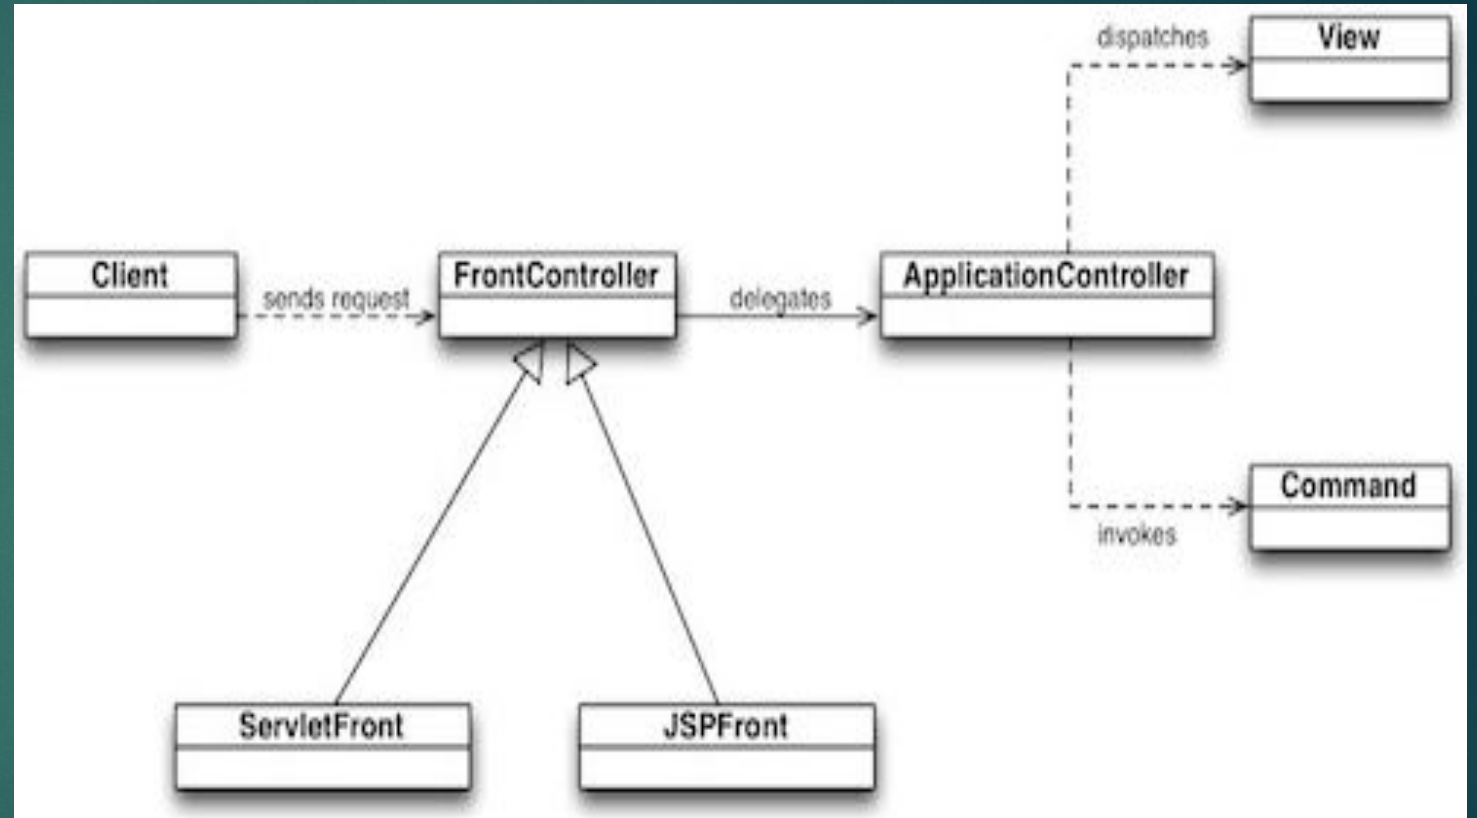 dispatches
View
Client
sends request
FrontController
delegates
ApplicationController
Command
invokes
ServletFront
JSPFront